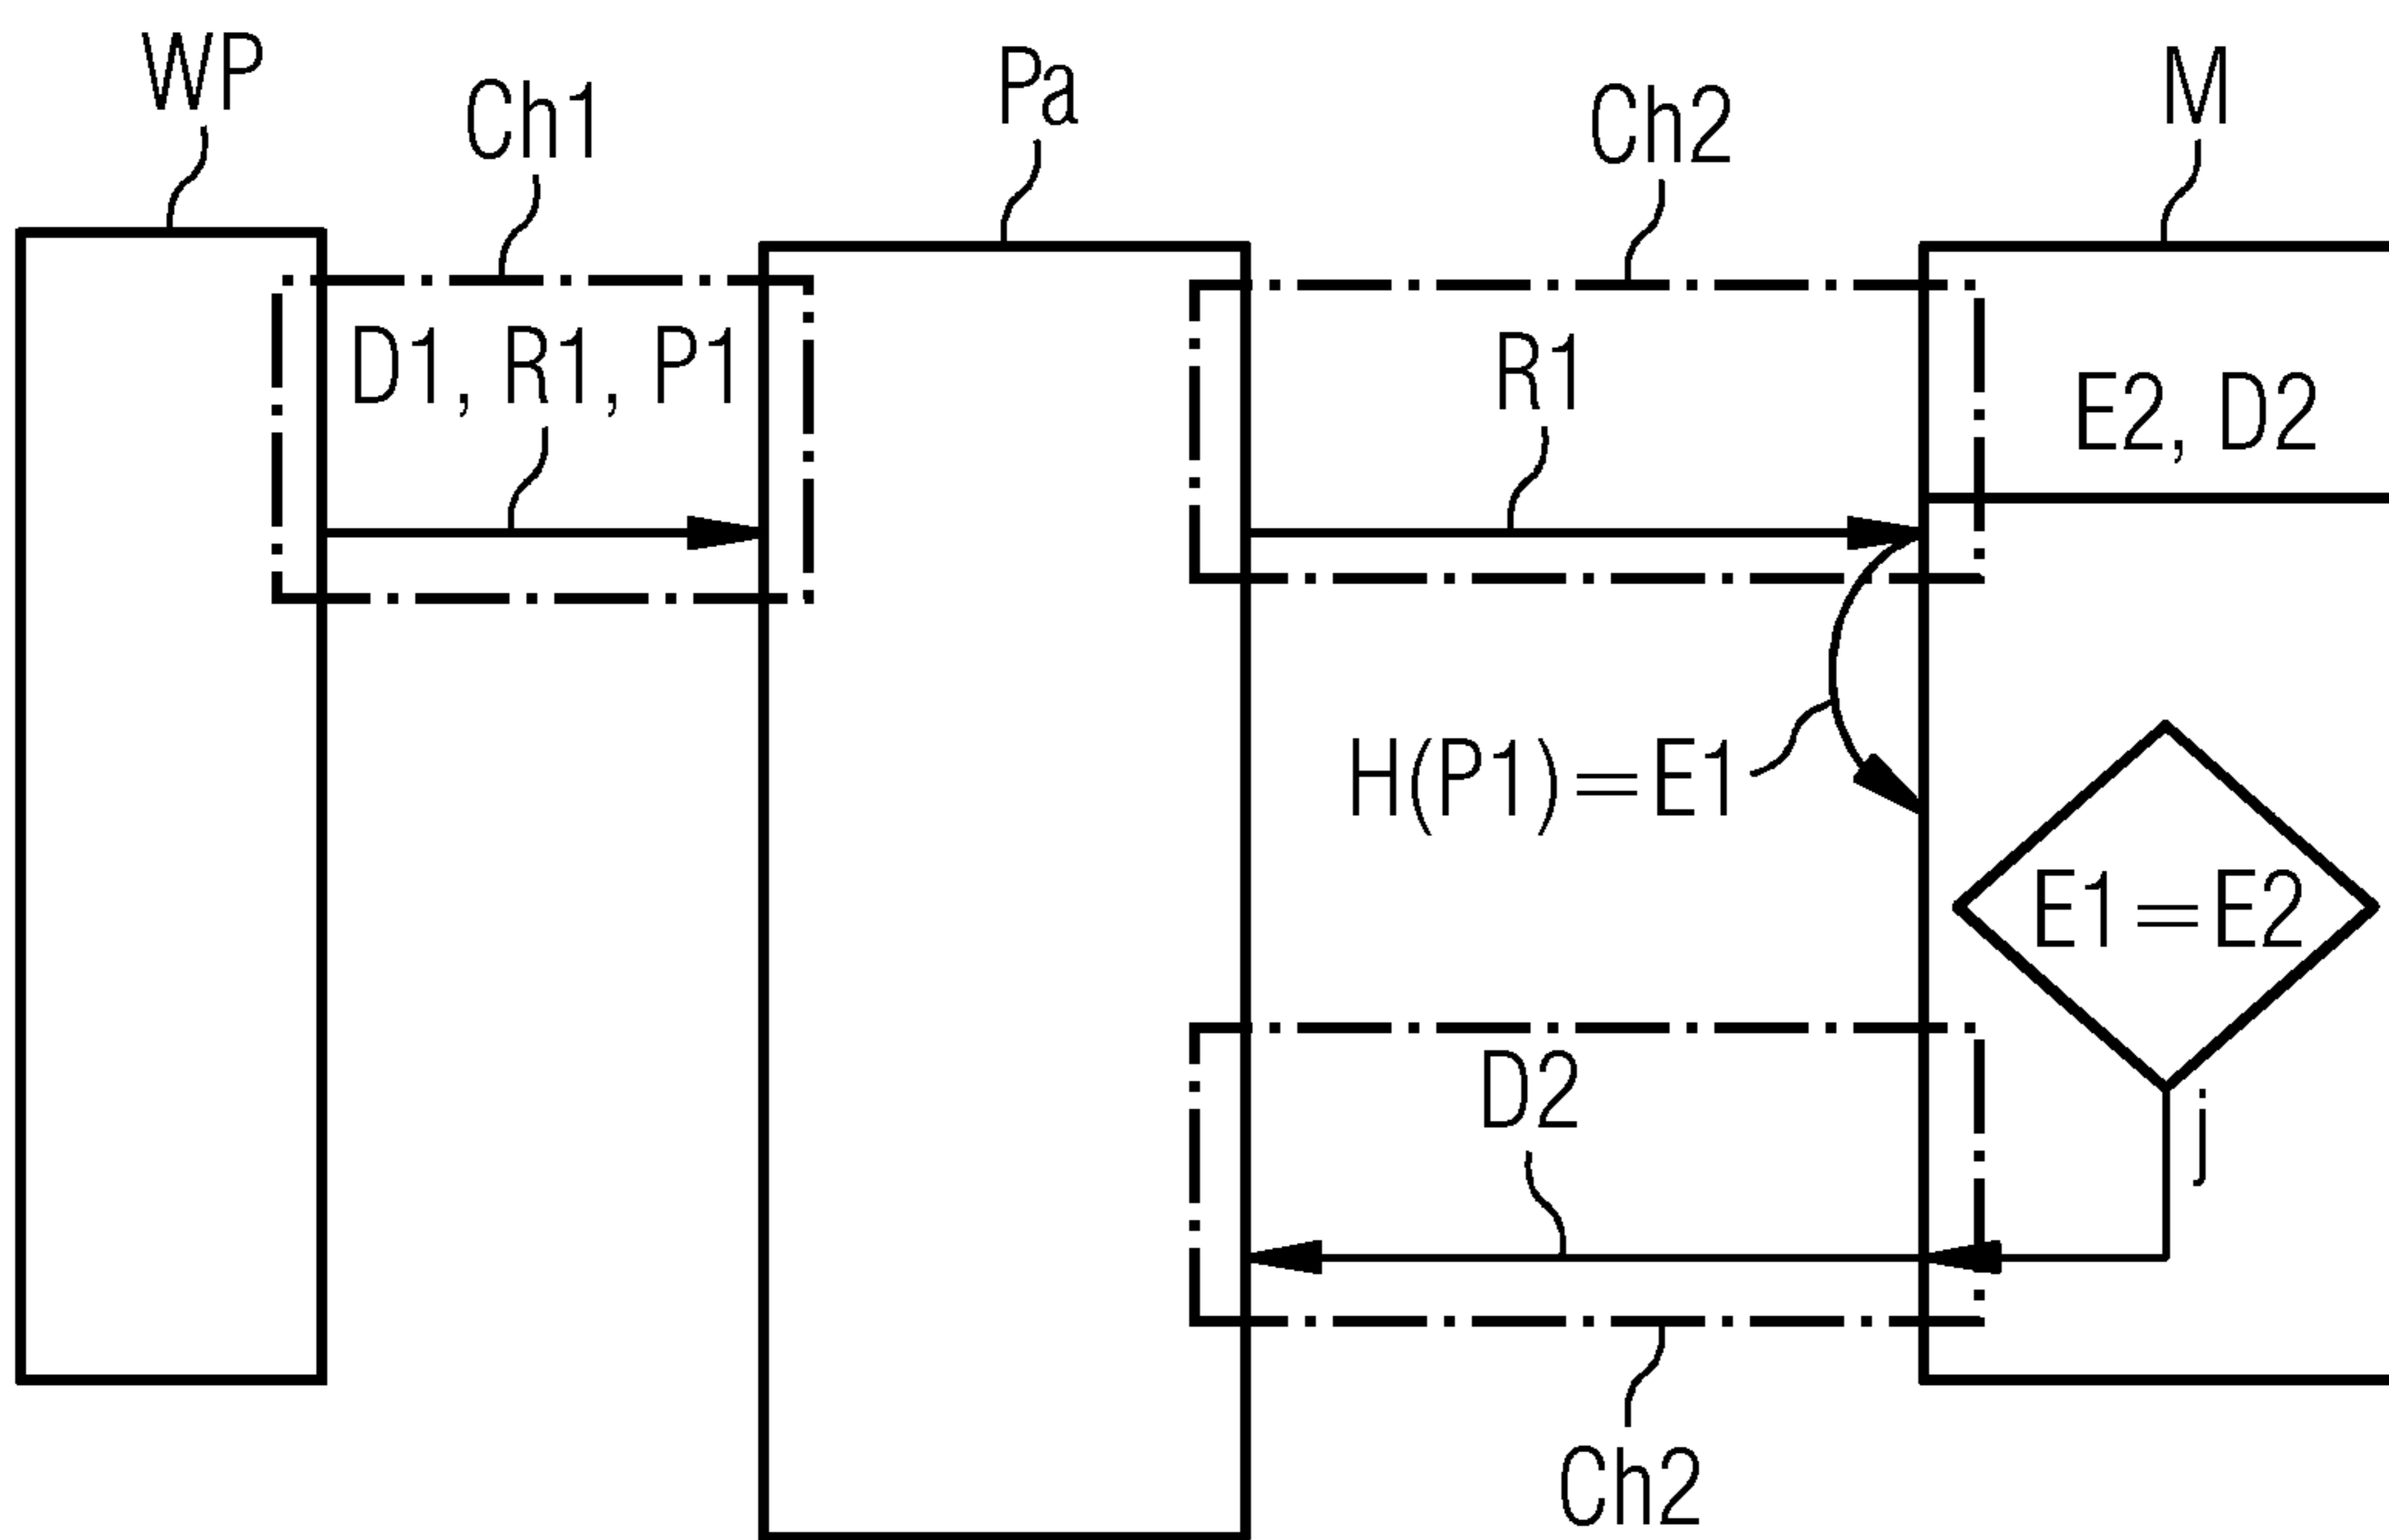 WP
Ch1
Pa
Ch2
M
D1, R1, P1
R1
E2, D2
H(P1)=E1
E1=E2
D2
j
Ch2